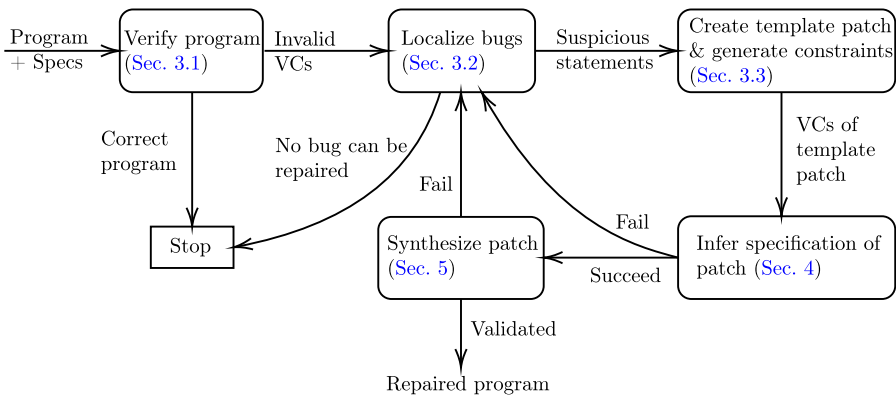 Program
+ Specs
Verify program
(Sec. 3.1)
Invalid
VCs
Localize bugs
(Sec. 3.2)
Suspicious
statements
Create template patch
& generate constraints
(Sec. 3.3)
Correct
program
No bug can be
repaired
VCs of
template
patch
Fail
Fail
Stop
Synthesize patch
(Sec. 5)
Succeed
Infer specification of
patch (Sec. 4)
Validated
Repaired program